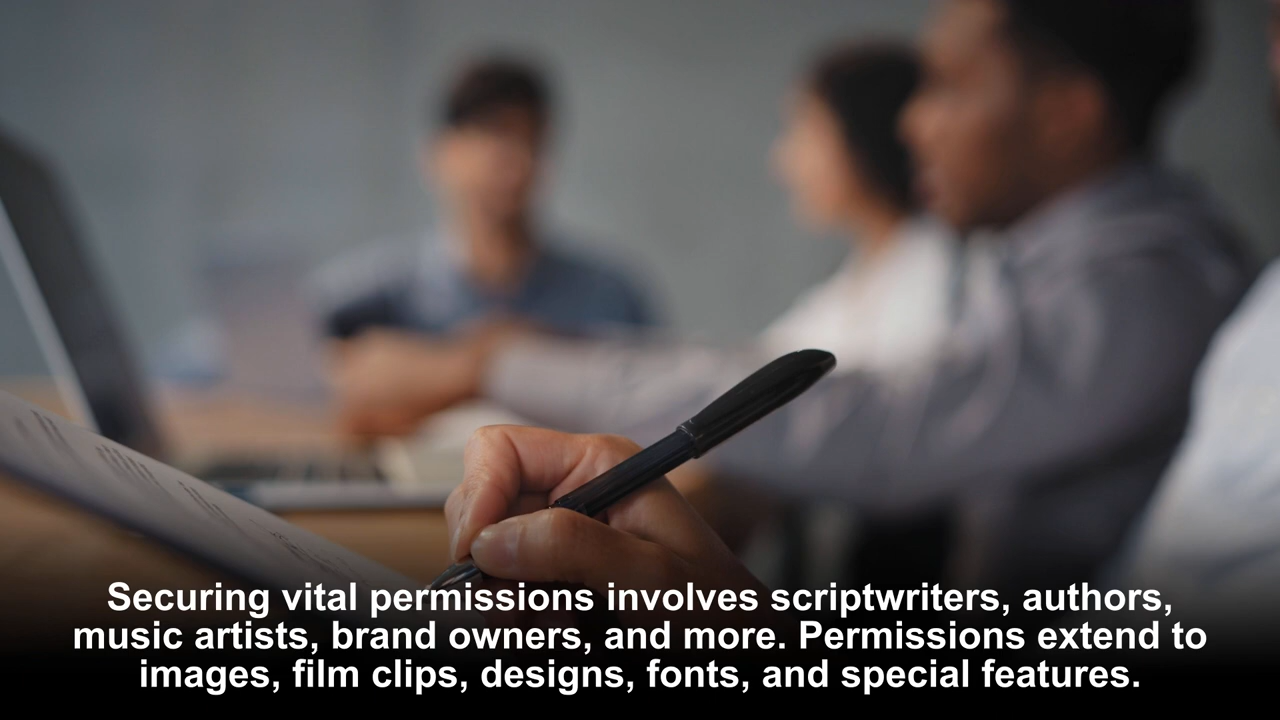 Securing vital permissions involves scriptwriters, authors,
music artists, brand owners, and more. Permissions extend to
images, film clips, designs, fonts, and special features.